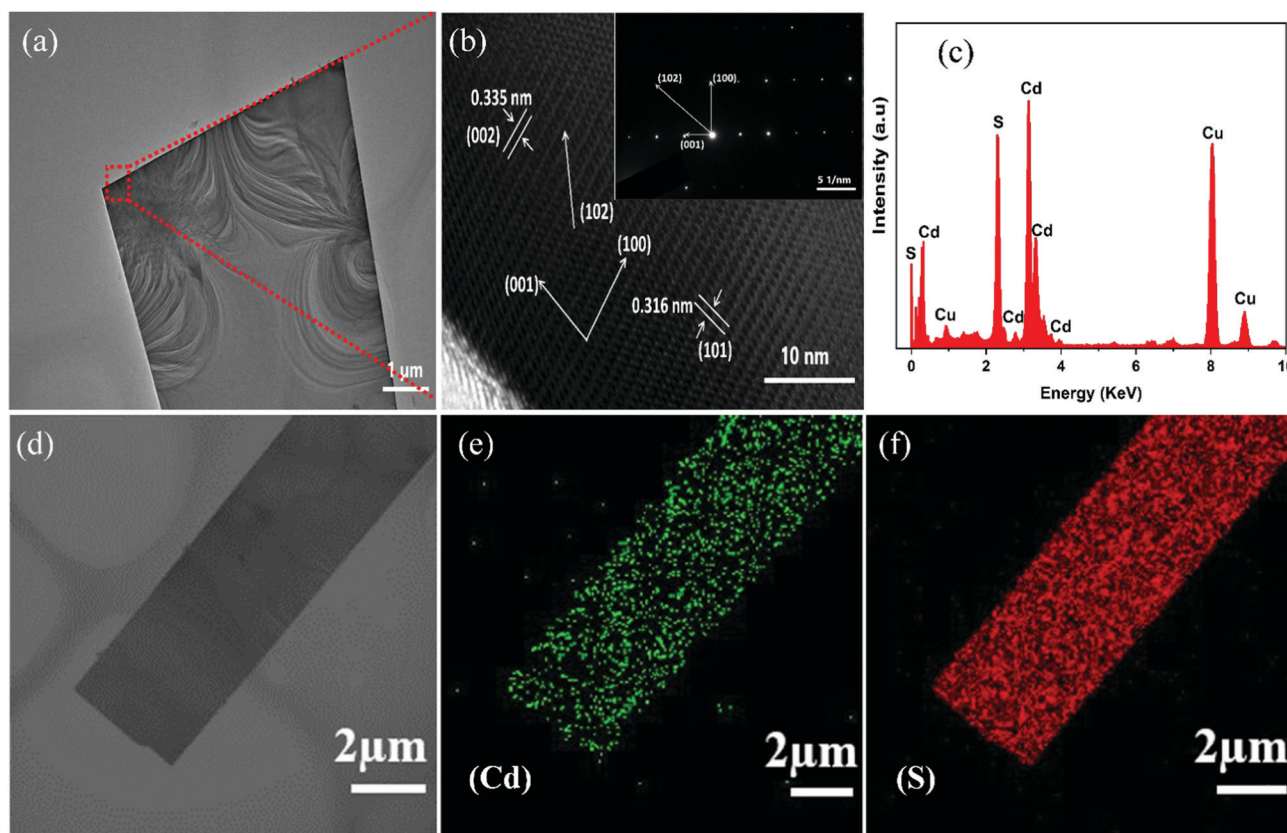 (a)
1 μm
(b)
0.335 nm
(002)
(102)
(100)
(001)
0.316 nm
(101)
10 nm
(102)
(100)
(001)
5 1/nm
(c)
Intensity (a.u)
S
Cd
Cu
S
Cd
Cd
Cd
Cd
Cu
Cu
0 2 4 6 8 10
Energy (KeV)
(d)
2μm
(e)
(Cd)
2μm
(f)
(S)
2μm